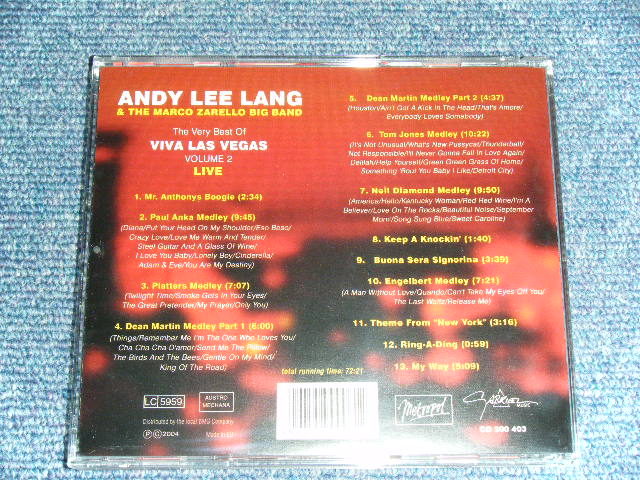 ANDY LEE LANG
& THE MARCO ZARELLO BIG BAND
The Very Best Of
VIVA LAS VEGAS
VOLUME 2
LIVE
1. Mr. Anthonys Boogie (2:34)
2. Paul Anka Medley (9:45)
(Diana/Put Your Head On My Shoulder/Eso Beso/
Crazy Love/Love Me Warm and Tender/
Steel Guitar And A Glass Of Wine/
I Love You Baby/Lonely Boy/Cinderella/
Adam & Eve/You Are My Destiny)
3. Platters Medley (7:07)
(Twilight Time/Smoke Gets In Your Eyes/
The Great Pretender/My Prayer/Only You)
4. Dean Martin Medley Part 1 (6:00)
(Things/Remember Me I'm The One Who Loves You/
Cha Cha Cha D'amor/Send Me The Pillow/
The Birds And The Bees/Gentle On My Mind/
King Of The Road)
5. Dean Martin Medley Part 2 (4:37)
(Houston/Ain't Got A Kick In The Head/That's Amore/
Everybody Loves Somebody)
6. Tom Jones Medley (10:22)
(It's Not Unusual/What's New Pussycat/Thunderball/
Not Responsible/I'll Never Gonna Fall In Love Again/
Delilah/Help Yourself/Green Green Grass Of Home/
Something 'Bout You Baby I Like/Detroit City)
7. Neil Diamond Medley (9:50)
(America/Hello/Kentucky Woman/Red Red Wine/I'm A
Believer/Love On The Rocks/Beautiful Noise/September
Morn/Song Sung Blue/Sweet Caroline)
8. Keep A Knockin' (1:40)
9. Buona Sera Signorina (3:39)
10. Engelbert Medley (7:21)
(A Man Without Love/Quando/Can't Take My Eyes Off You/
The Last Waltz/Release Me)
11. Theme From "New York" (3:16)
12. Ring-A-Ding (0:59)
13. My Way (5:09)
total running time: 72:21
LC 5959
AUSTRO
MECHANA
Distributed by the local BMG Company
Ⓟ © 2004 Made in EU
Metronot
GABRIEL
MUSIC
CD 200 403